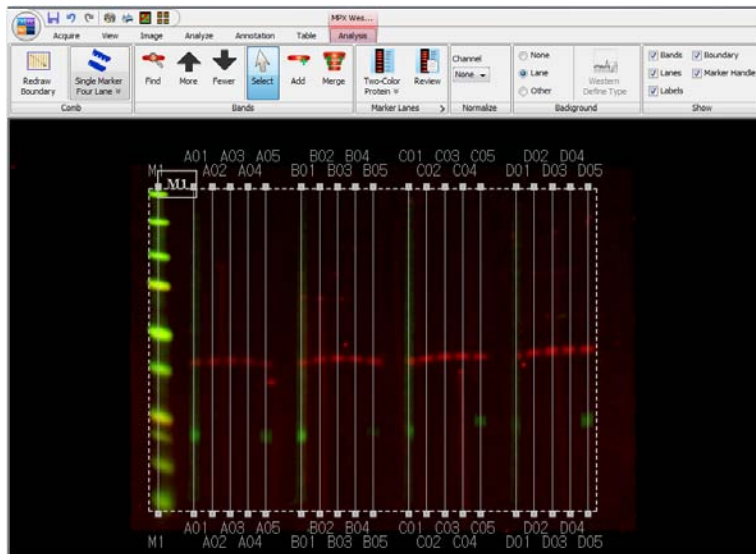 MPX Wes...
Acquire View Image Analyze Annotation Table Analysis
Redraw Boundary
Single Marker Four Lane
Comb
Find More Fewer Select Add Merge
Bands
Two-Color Protein
Review
Marker Lanes
Channel
None
Normalize
None
Lane
Other
Western Define Type
Background
Bands Boundary
Lanes Marker Handle
Labels
Show
A01 A03 A05 B02 B04 C01 C03 C05 D02 D04
M1 A02 A04 B01 B03 B05 C02 C04 D01 D03 D05
M1
A01 A03 A05 B02 B04 C01 C03 C05 D02 D04
M1 A02 A04 B01 B03 B05 C02 C04 D01 D03 D05